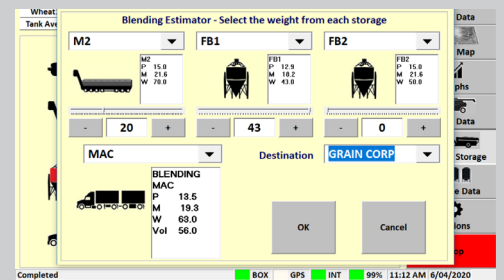 Wheat
Tank Ave
Blending Estimator - Select the weight from each storage
M2
FB1
FB2
M2
P 15.0
M 21.6
W 70.0
FB1
P 12.9
M 18.2
W 43.0
FB2
P 15.0
M 21.6
W 50.0
- 20 +
- 43 +
- 0 +
MAC
Destination
GRAIN CORP
BLENDING
MAC
P 13.5
M 19.3
W 63.0
Vol 56.0
OK
Cancel
Data
Map
phs
Data
Storage
e Data
ions
op
Completed
BOX
GPS
INT
99%
11:12 AM 6/04/2020